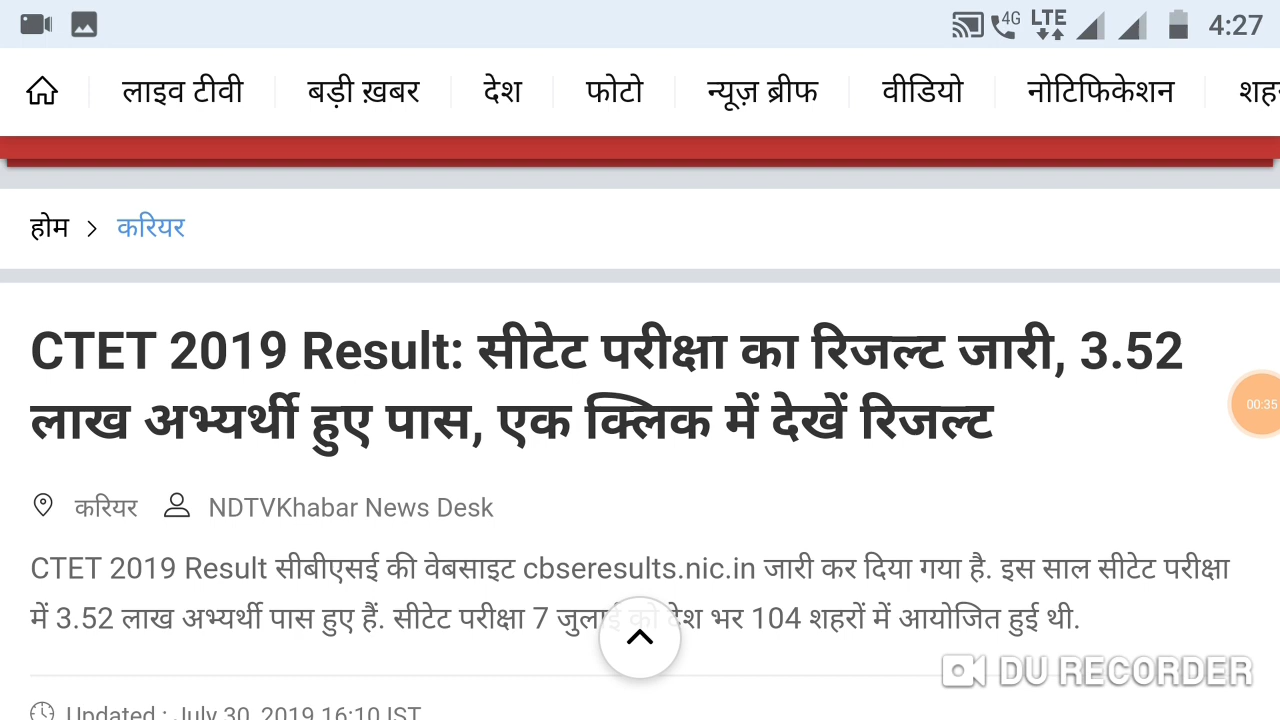 4G LTE 4:27
लाइव टीवी बड़ी ख़बर देश फोटो न्यूज़ ब्रीफ वीडियो नोटिफिकेशन शह
होम > करियर
CTET 2019 Result: सीटेट परीक्षा का रिजल्ट जारी, 3.52
लाख अभ्यर्थी हुए पास, एक क्लिक में देखें रिजल्ट
00:35
करियर NDTVKhabar News Desk
CTET 2019 Result सीबीएसई की वेबसाइट cbseresults.nic.in जारी कर दिया गया है. इस साल सीटेट परीक्षा
में 3.52 लाख अभ्यर्थी पास हुए हैं. सीटेट परीक्षा 7 जुलाई को देश भर 104 शहरों में आयोजित हुई थी.
DU RECORDER
Updated : July 30, 2019 16:10 IST